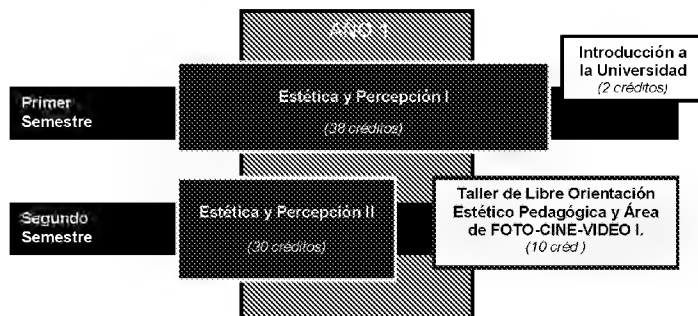 AÑO 1
Introducción a
la Universidad
(2 créditos)
Estética y Percepción I
(38 créditos)
Primer
Semestre
Taller de Libre Orientación
Estético Pedagógica y Área
de FOTO-CINE-VIDEO I.
(10 créd )
Estética y Percepción II
(30 créditos)
Segundo
Semestre